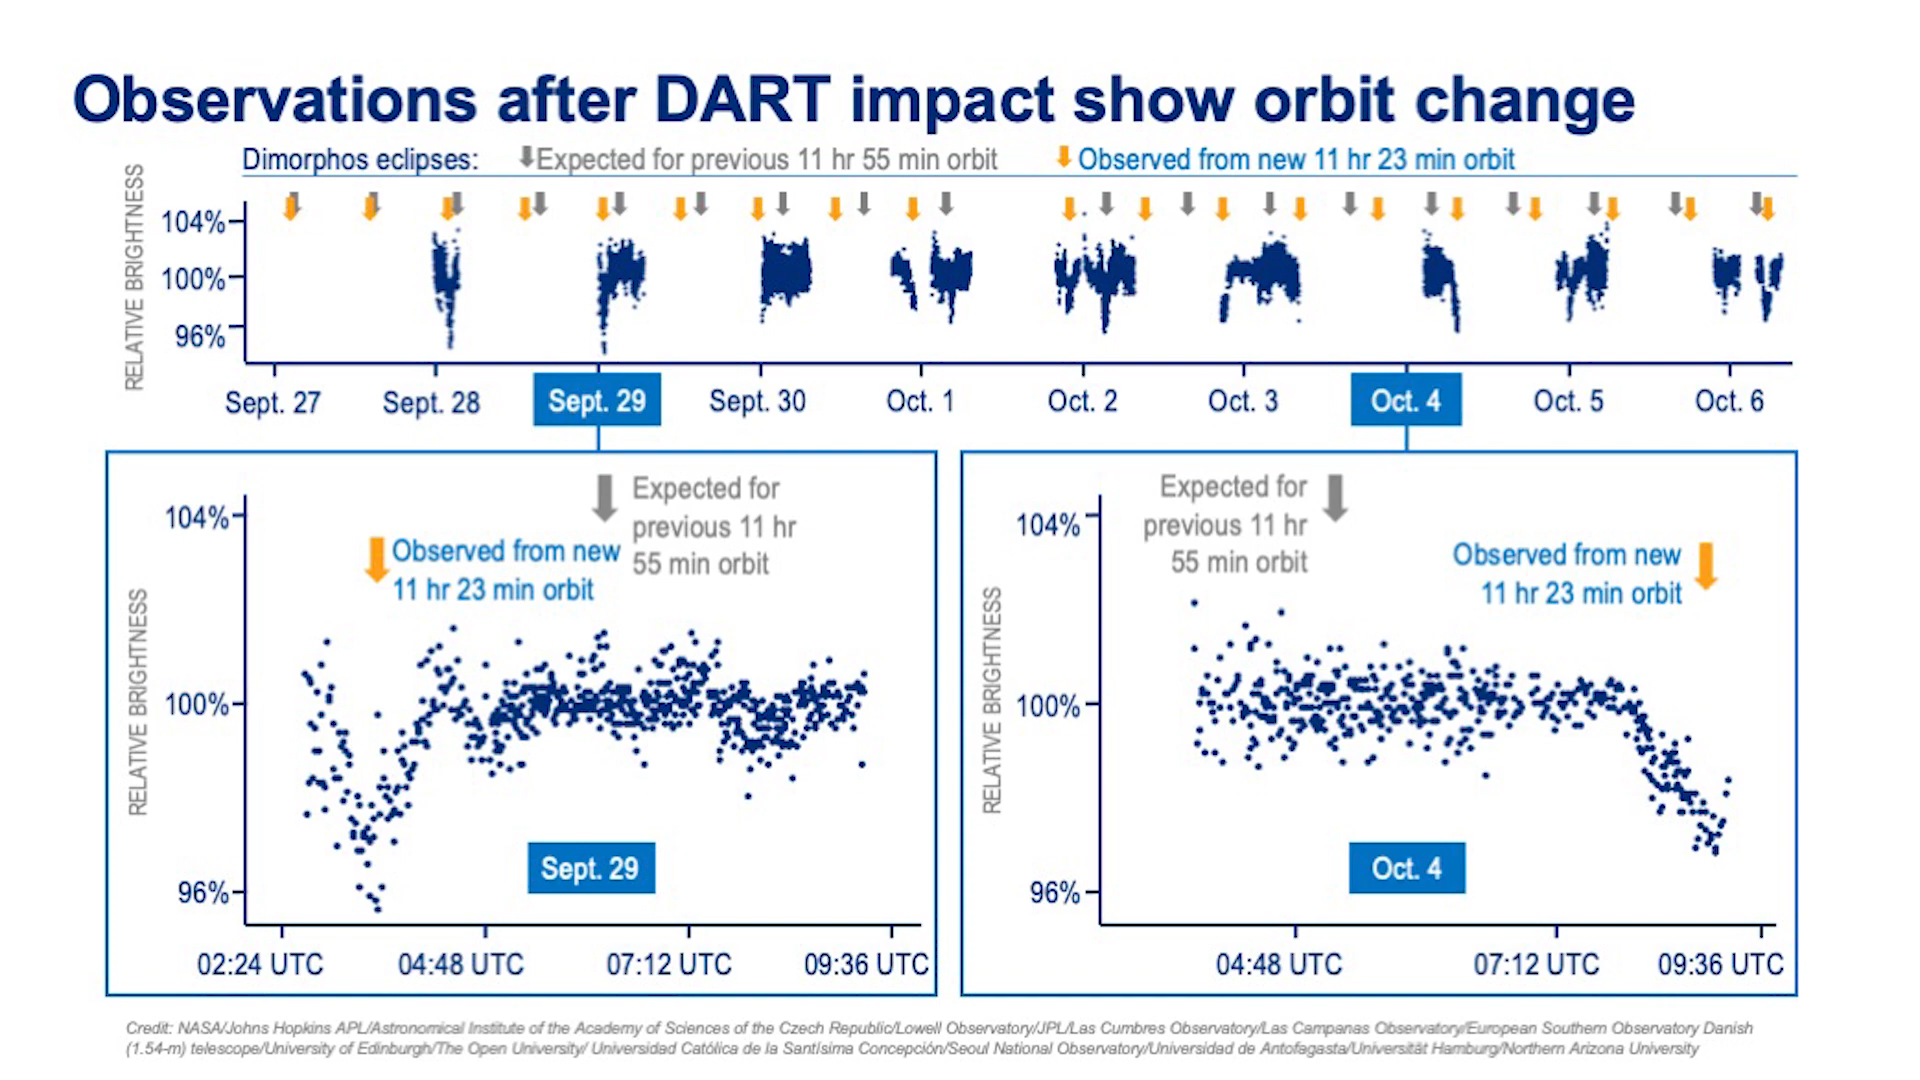 Observations after DART impact show orbit change
Dimorphos eclipses: Expected for previous 11 hr 55 min orbit Observed from new 11 hr 23 min orbit
RELATIVE BRIGHTNESS
104%
100%
96%
Sept. 27 Sept. 28 Sept. 29 Sept. 30 Oct. 1 Oct. 2 Oct. 3 Oct. 4 Oct. 5 Oct. 6
Expected for
previous 11 hr
55 min orbit
Observed from new
11 hr 23 min orbit
RELATIVE BRIGHTNESS
104%
100%
96%
Sept. 29
02:24 UTC 04:48 UTC 07:12 UTC 09:36 UTC
Expected for
previous 11 hr
55 min orbit
Observed from new
11 hr 23 min orbit
RELATIVE BRIGHTNESS
104%
100%
96%
Oct. 4
04:48 UTC 07:12 UTC 09:36 UTC
Credit: NASA/Johns Hopkins APL/Astronomical Institute of the Academy of Sciences of the Czech Republic/Lowell Observatory/JPL/Las Cumbres Observatory/Las Campanas Observatory/European Southern Observatory Danish
(1.54-m) telescope/University of Edinburgh/The Open University/ Universidad Católica de la Santísima Concepción/Seoul National Observatory/Universidad de Antofagasta/Universität Hamburg/Northern Arizona University